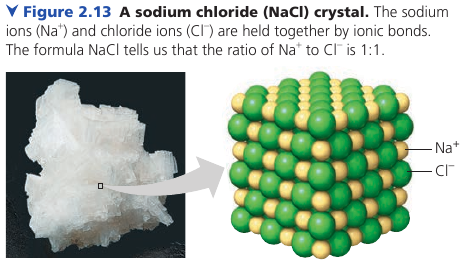 ▼ Figure 2.13 A sodium chloride (NaCl) crystal. The sodium
ions (Na⁺) and chloride ions (Cl⁻) are held together by ionic bonds.
The formula NaCl tells us that the ratio of Na⁺ to Cl⁻ is 1:1.
Na⁺
Cl⁻